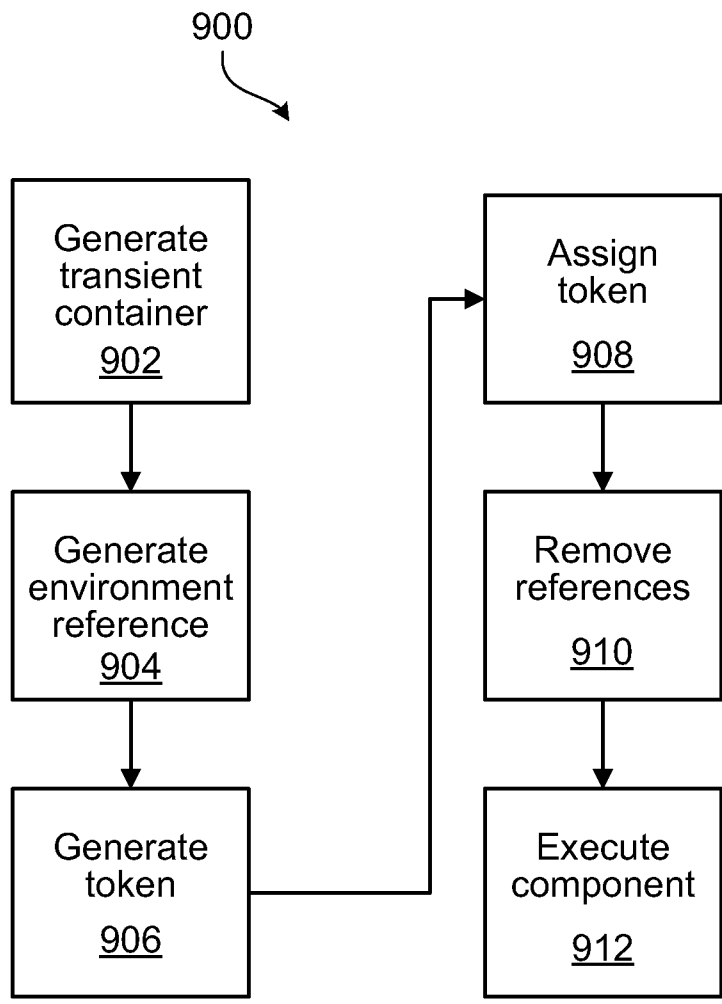 900
Generate
transient
container
902
Generate
environment
reference
904
Generate
token
906
Assign
token
908
Remove
references
910
Execute
component
912